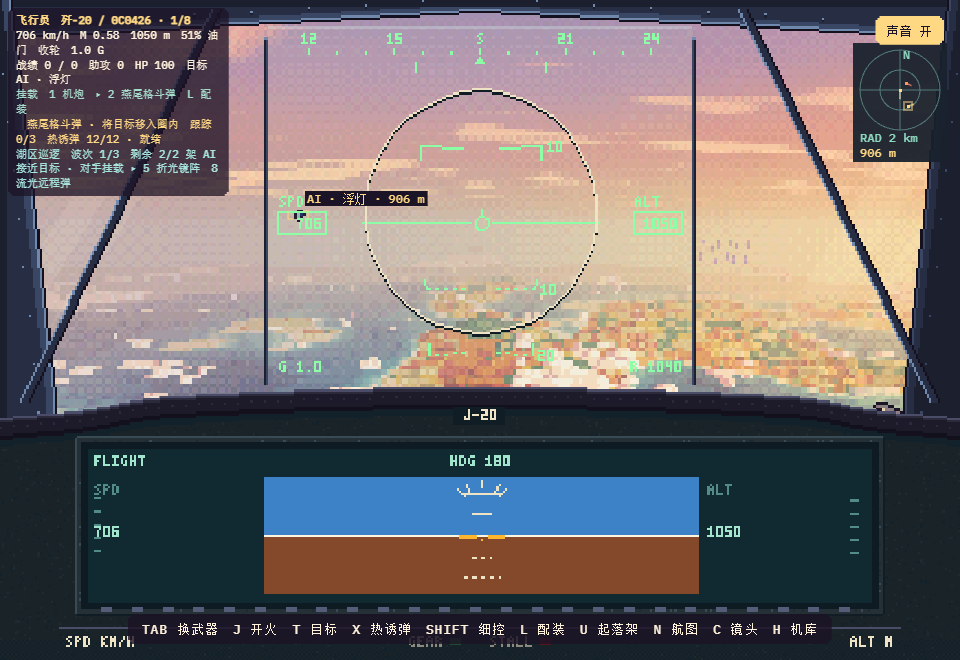 飞行员 歼-20 / 0C0426 · 1/8
706 km/h M 0.58 1050 m 51% 油
门 收轮 1.0 G
战绩 0 / 0 助攻 0 HP 100 目标
AI · 浮灯
挂载 1 机炮 ▸ 2 燕尾格斗弹 L 配
装
燕尾格斗弹 · 将目标移入圈内 跟踪
0/3 热诱弹 12/12 · 就绪
湖区巡逻 波次 1/3 剩余 2/2 架 AI
接近目标 · 对手挂载 ▸ 5 折光镜阵 8
流光远程弹
声音 开
N
RAD 2 km
906 m
12 15 S 21 24
10
SPD
AI · 浮灯 · 906 m
ALT
706
1050
10
20
G 1.0
R 1040
J-20
FLIGHT
HDG 180
SPD
ALT
706
1050
TAB 换武器 J 开火 T 目标 X 热诱弹 SHIFT 细控 L 配装 U 起落架 N 航图 C 镜头 H 机库
SPD KM/H
GEAR
STALL
ALT M